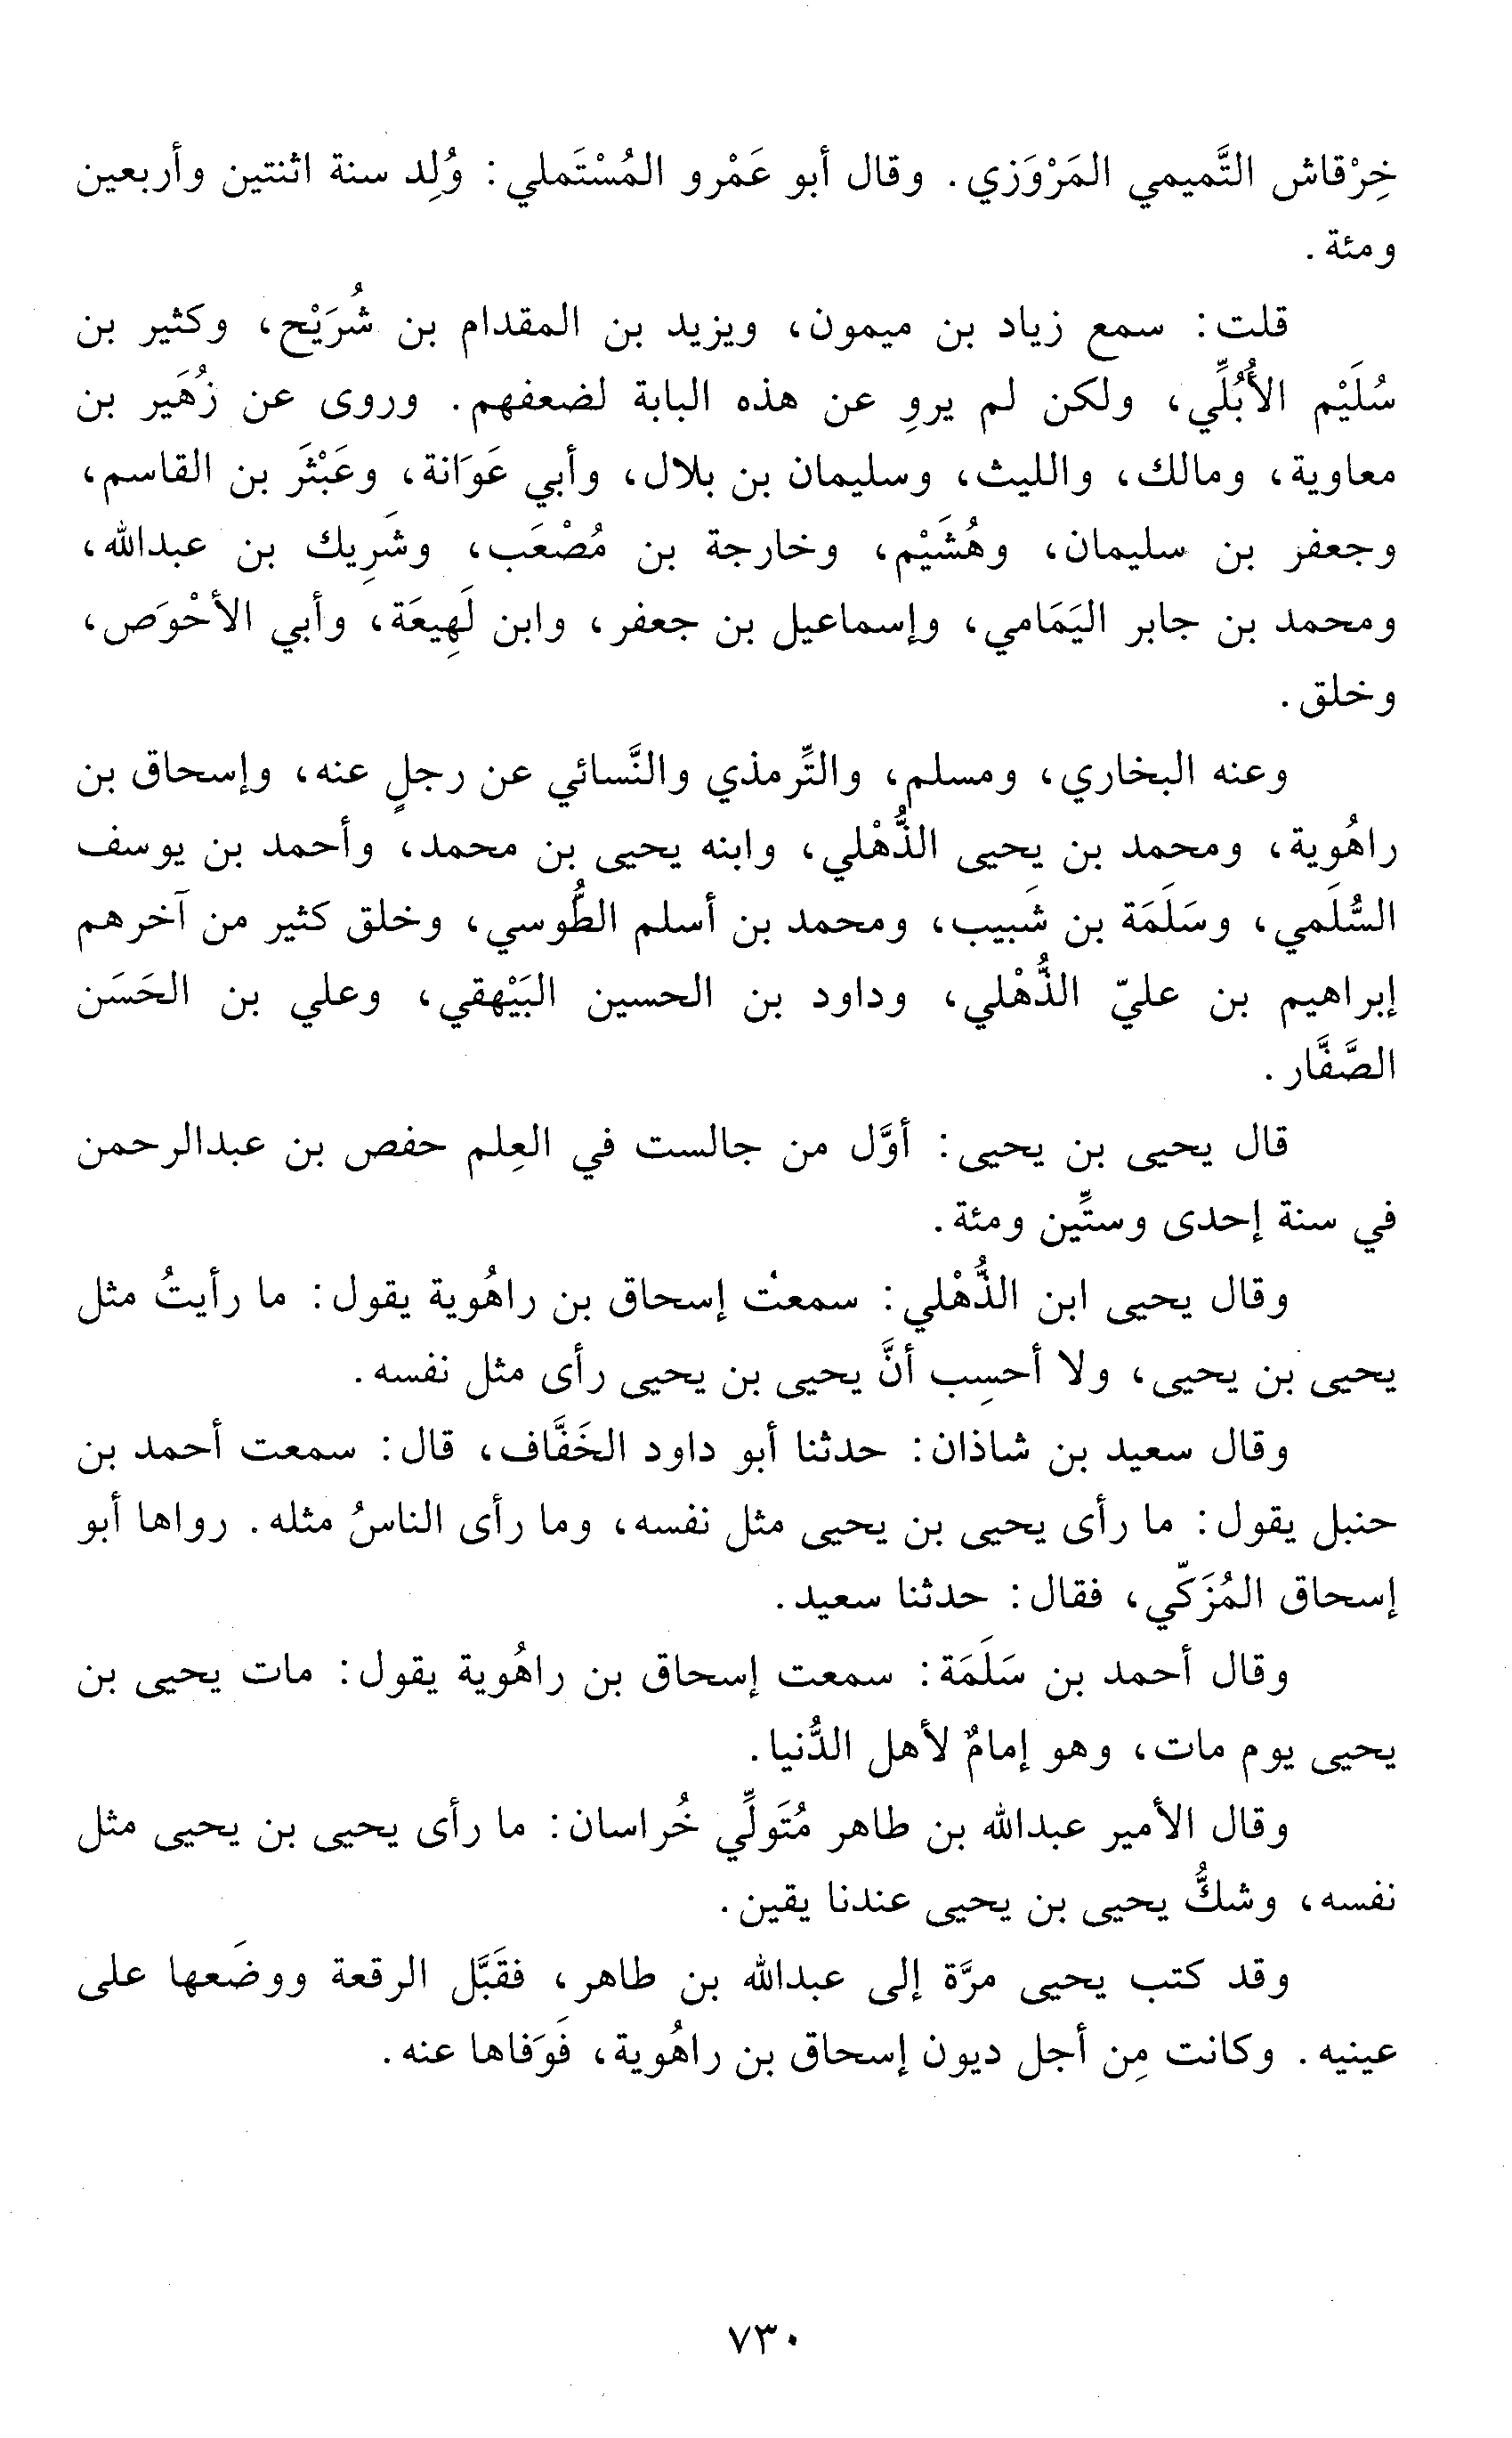 خِرْقاش التَّميمي المَرْوَزي. وقال أبو عَمْرو المُسْتَملي: وُلِد سنة اثنتين وأربعين
ومئة.
قلت: سمع زياد بن ميمون، ويزيد بن المقدام بن شُرَيْح، وكثير بن
سُلَيْم الأُبُلِّي، ولكن لم يروِ عن هذه البابة لضعفهم. وروى عن زُهَير بن
معاوية، ومالك، والليث، وسليمان بن بلال، وأبي عَوَانة، وعَبْثَر بن القاسم،
وجعفر بن سليمان، وهُشَيْم، وخارجة بن مُصْعَب، وشَرِيك بن عبدالله،
ومحمد بن جابر اليَمَامي، وإسماعيل بن جعفر، وابن لَهِيعَة، وأبي الأحْوَص،
وخلق.
وعنه البخاري، ومسلم، والتِّرمذي والنَّسائي عن رجلٍ عنه، وإسحاق بن
راهُوية، ومحمد بن يحيى الذُّهْلي، وابنه يحيى بن محمد، وأحمد بن يوسف
السُّلَمي، وسَلَمَة بن شَبيب، ومحمد بن أسلم الطُّوسي، وخلق كثير من آخرهم
إبراهيم بن عليّ الذُّهْلي، وداود بن الحسين البَيْهقي، وعلي بن الحَسَن
الصَّفَّار.
قال يحيى بن يحيى: أوَّل من جالست في العِلم حفص بن عبدالرحمن
في سنة إحدى وستِّين ومئة.
وقال يحيى ابن الذُّهْلي: سمعت إسحاق بن راهُوية يقول: ما رأيتُ مثل
يحيى بن يحيى، ولا أحسِب أنَّ يحيى بن يحيى رأى مثل نفسه.
وقال سعيد بن شاذان: حدثنا أبو داود الخَفَّاف، قال: سمعت أحمد بن
حنبل يقول: ما رأى يحيى بن يحيى مثل نفسه، وما رأى الناسُ مثله. رواها أبو
إسحاق المُزَكّي، فقال: حدثنا سعيد.
وقال أحمد بن سَلَمَة: سمعت إسحاق بن راهُوية يقول: مات يحيى بن
يحيى يوم مات، وهو إمامٌ لأهل الدُّنيا.
وقال الأمير عبدالله بن طاهر مُتَولِّي خُراسان: ما رأى يحيى بن يحيى مثل
نفسه، وشكُّ يحيى بن يحيى عندنا يقين.
وقد كتب يحيى مرَّة إلى عبدالله بن طاهر، فقَبَّل الرقعة ووضَعها على
عينيه. وكانت مِن أجل ديون إسحاق بن راهُوية، فَوَفاها عنه.
٧٣٠